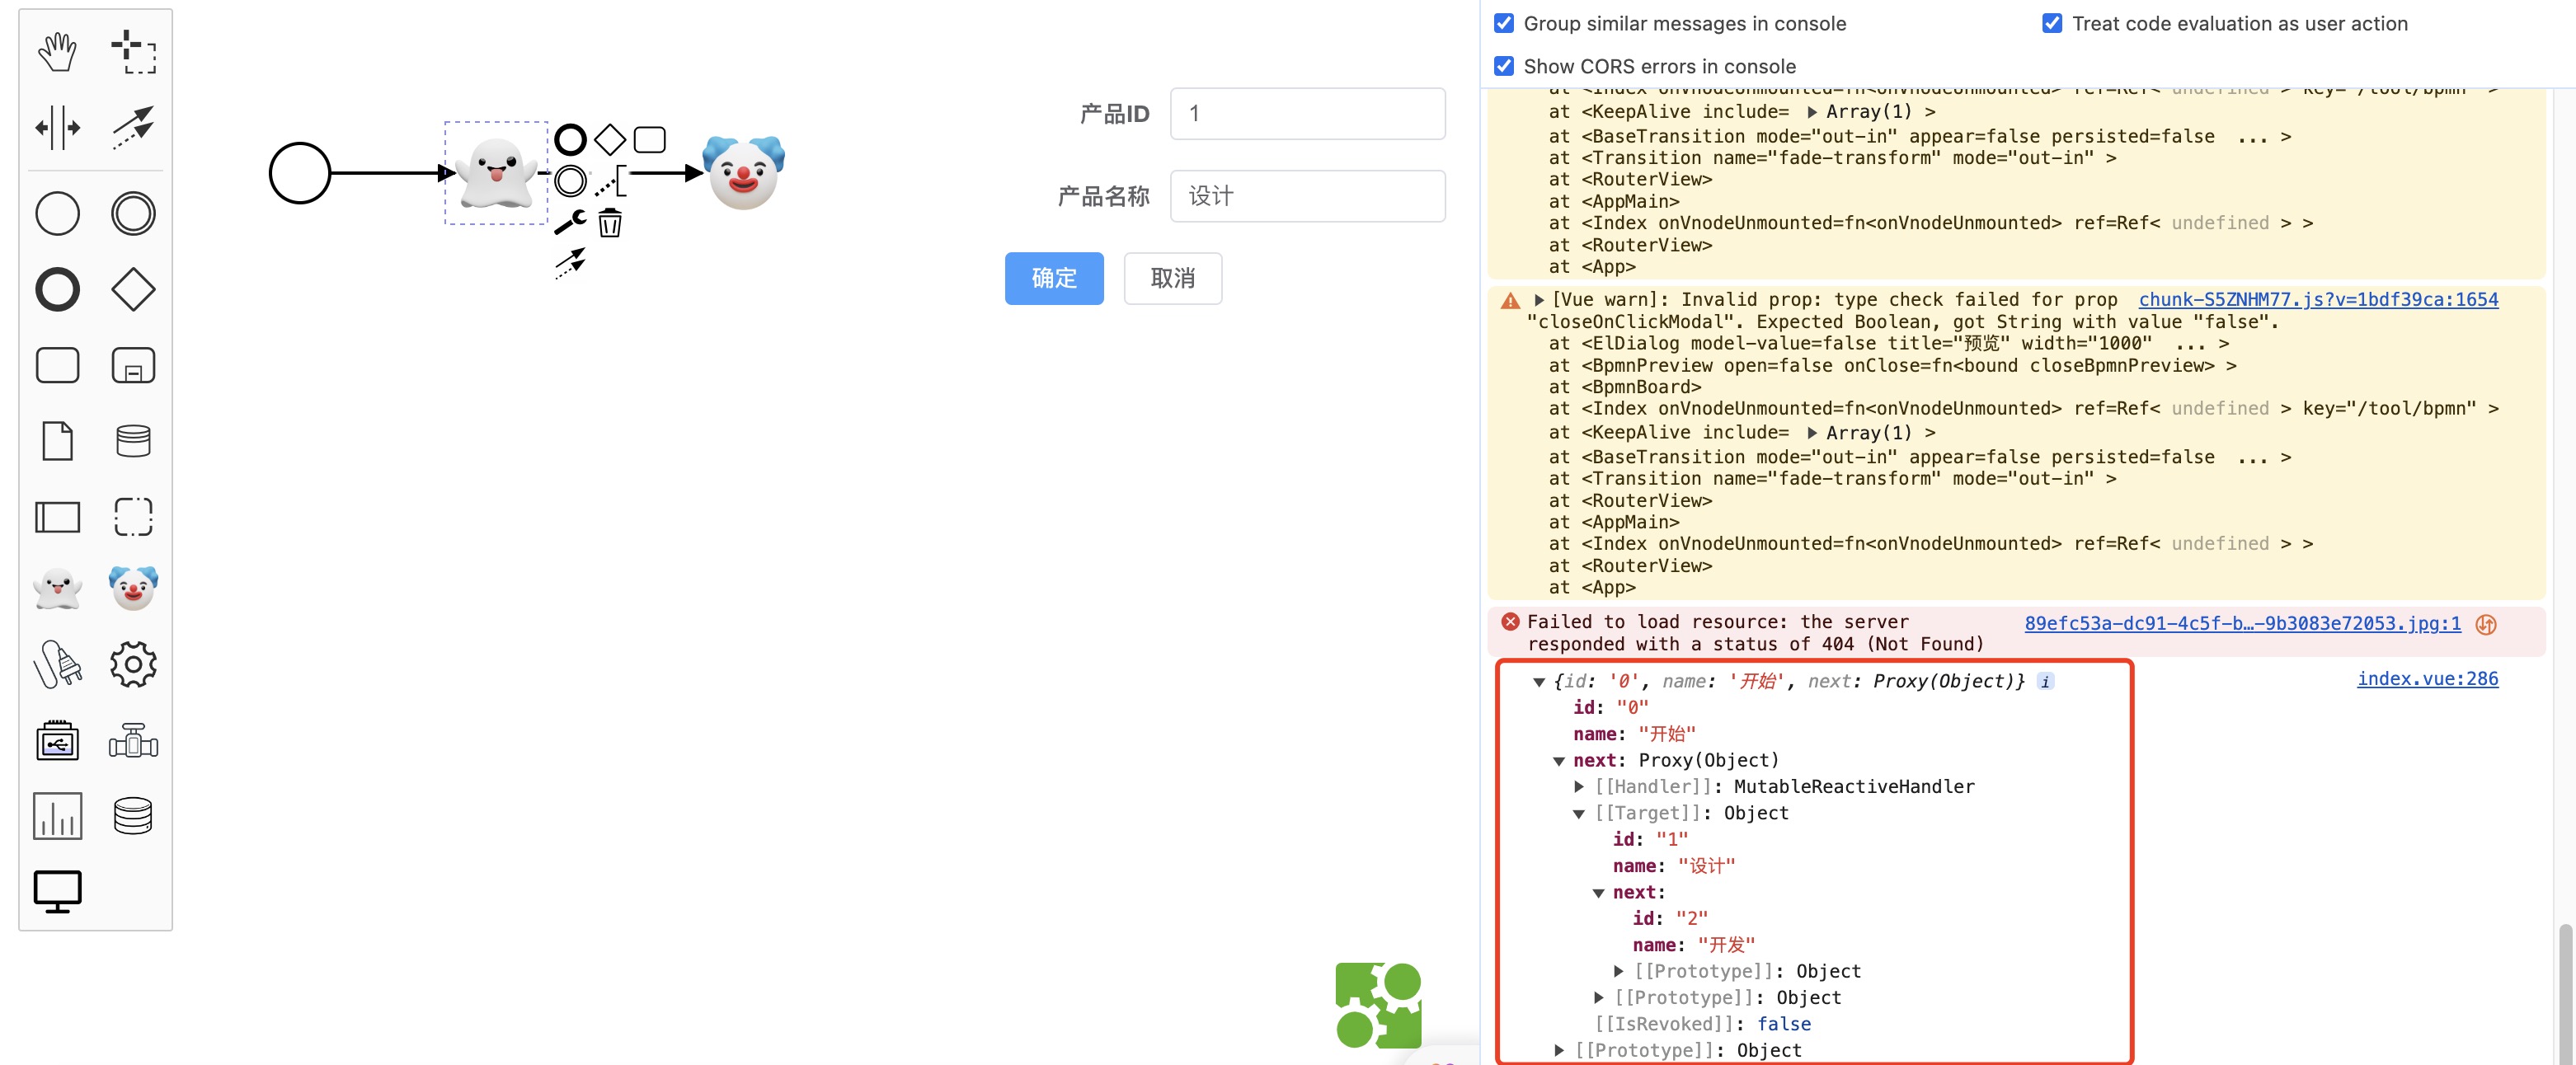 产品ID
1
产品名称
设计
确定
取消
Group similar messages in console
Treat code evaluation as user action
Show CORS errors in console
at <Index onVnodeUnmounted=fn<onVnodeUnmounted> ref=Ref< undefined > key="/tool/bpmn" >
at <KeepAlive include= ▶ Array(1) >
at <BaseTransition mode="out-in" appear=false persisted=false ... >
at <Transition name="fade-transform" mode="out-in" >
at <RouterView>
at <AppMain>
at <Index onVnodeUnmounted=fn<onVnodeUnmounted> ref=Ref< undefined > >
at <RouterView>
at <App>
▶ [Vue warn]: Invalid prop: type check failed for prop chunk-S5ZNHM77.js?v=1bdf39ca:1654
"closeOnClickModal". Expected Boolean, got String with value "false".
at <ElDialog model-value=false title="预览" width="1000" ... >
at <BpmnPreview open=false onClose=fn<bound closeBpmnPreview> >
at <BpmnBoard>
at <Index onVnodeUnmounted=fn<onVnodeUnmounted> ref=Ref< undefined > key="/tool/bpmn" >
at <KeepAlive include= ▶ Array(1) >
at <BaseTransition mode="out-in" appear=false persisted=false ... >
at <Transition name="fade-transform" mode="out-in" >
at <RouterView>
at <AppMain>
at <Index onVnodeUnmounted=fn<onVnodeUnmounted> ref=Ref< undefined > >
at <RouterView>
at <App>
Failed to load resource: the server 89efc53a-dc91-4c5f-b…-9b3083e72053.jpg:1
responded with a status of 404 (Not Found)
▼ {id: '0', name: '开始', next: Proxy(Object)} i index.vue:286
id: "0"
name: "开始"
▼ next: Proxy(Object)
▶ [[Handler]]: MutableReactiveHandler
▼ [[Target]]: Object
id: "1"
name: "设计"
▼ next:
id: "2"
name: "开发"
▶ [[Prototype]]: Object
▶ [[Prototype]]: Object
[[IsRevoked]]: false
▶ [[Prototype]]: Object